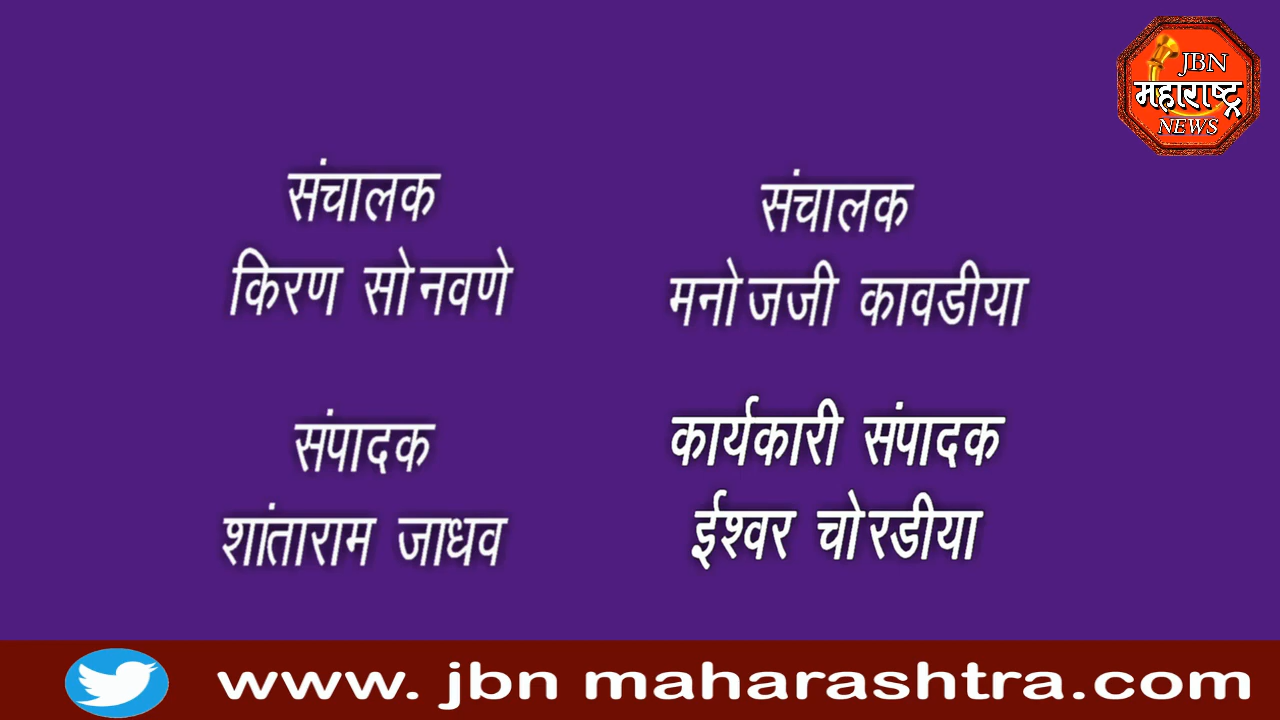 JBN
महाराष्ट्र
NEWS
संचालक
किरण सोनवणे
संचालक
मनोजजी कावडीया
संपादक
शांताराम जाधव
कार्यकारी संपादक
ईश्वर चोरडीया
www. jbn maharashtra.com